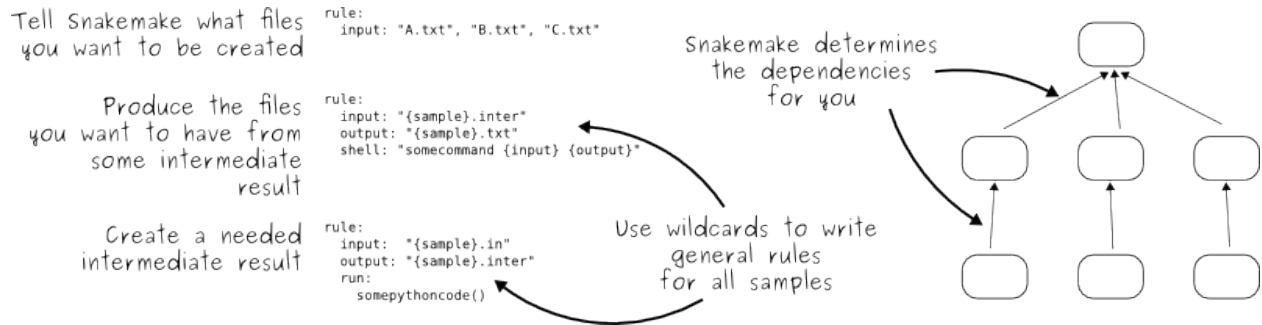 Tell Snakemake what files
you want to be created
rule:
  input: "A.txt", "B.txt", "C.txt"
Produce the files
you want to have from
some intermediate
result
rule:
  input: "{sample}.inter"
  output: "{sample}.txt"
  shell: "somecommand {input} {output}"
Create a needed
intermediate result
rule:
  input:  "{sample}.in"
  output: "{sample}.inter"
  run:
    somepythoncode()
Use wildcards to write
general rules
for all samples
Snakemake determines
the dependencies
for you